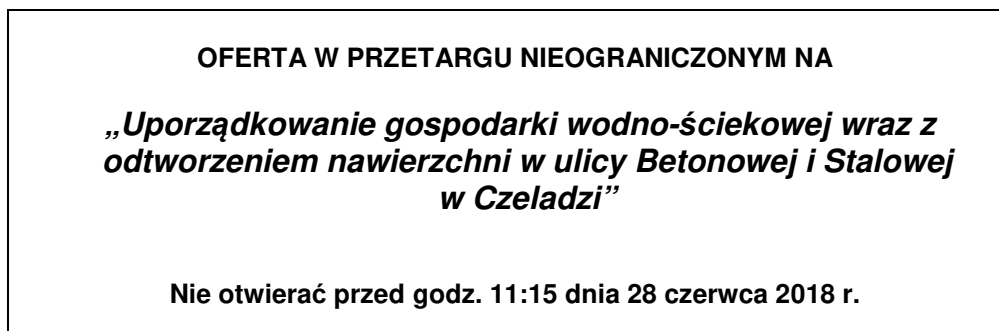 OFERTA W PRZETARGU NIEOGRANICZONYM NA
„Uporządkowanie gospodarki wodno-ściekowej wraz z
odtworzeniem nawierzchni w ulicy Betonowej i Stalowej
w Czeladzi”
Nie otwierać przed godz. 11:15 dnia 28 czerwca 2018 r.